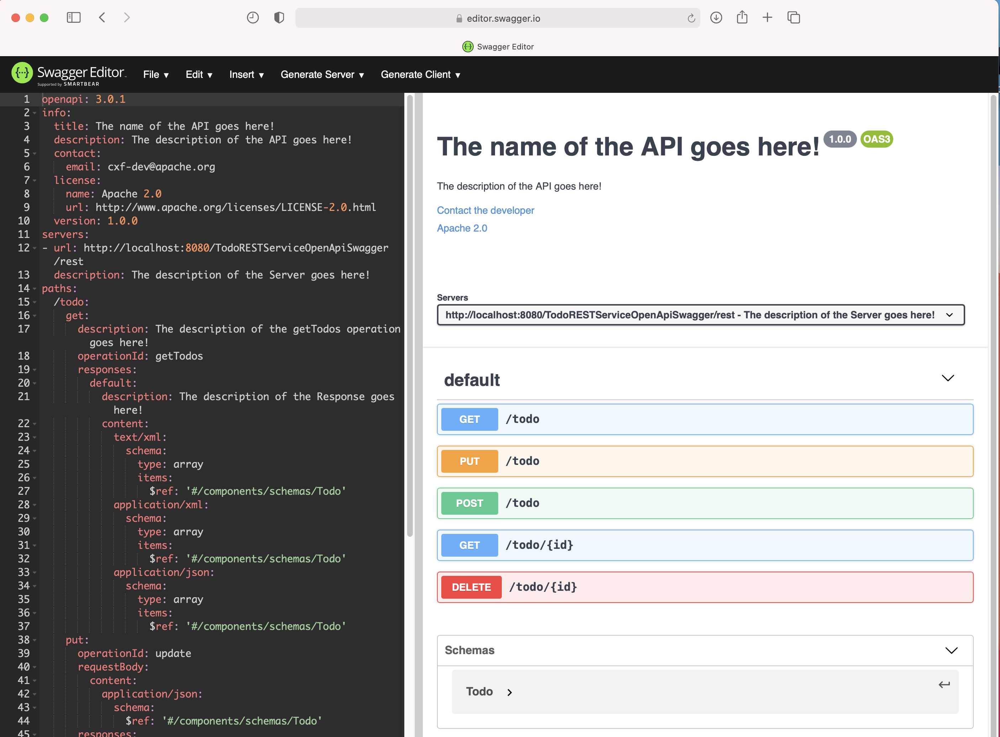 editor.swagger.io
Swagger Editor
Swagger Editor
Supported by SMARTBEAR
File ▾ Edit ▾ Insert ▾ Generate Server ▾ Generate Client ▾
1 openapi: 3.0.1
2 info:
3 title: The name of the API goes here!
4 description: The description of the API goes here!
5 contact:
6 email: cxf-dev@apache.org
7 license:
8 name: Apache 2.0
9 url: http://www.apache.org/licenses/LICENSE-2.0.html
10 version: 1.0.0
11 servers:
12 - url: http://localhost:8080/TodoRESTServiceOpenApiSwagger
/rest
13 description: The description of the Server goes here!
14 paths:
15 /todo:
16 get:
17 description: The description of the getTodos operation
goes here!
18 operationId: getTodos
19 responses:
20 default:
21 description: The description of the Response goes
here!
22 content:
23 text/xml:
24 schema:
25 type: array
26 items:
27 $ref: '#/components/schemas/Todo'
28 application/xml:
29 schema:
30 type: array
31 items:
32 $ref: '#/components/schemas/Todo'
33 application/json:
34 schema:
35 type: array
36 items:
37 $ref: '#/components/schemas/Todo'
38 put:
39 operationId: update
40 requestBody:
41 content:
42 application/json:
43 schema:
44 $ref: '#/components/schemas/Todo'
45 responses:
The name of the API goes here! 1.0.0 OAS3
The description of the API goes here!
Contact the developer
Apache 2.0
Servers
http://localhost:8080/TodoRESTServiceOpenApiSwagger/rest - The description of the Server goes here!
default
GET /todo
PUT /todo
POST /todo
GET /todo/{id}
DELETE /todo/{id}
Schemas
Todo